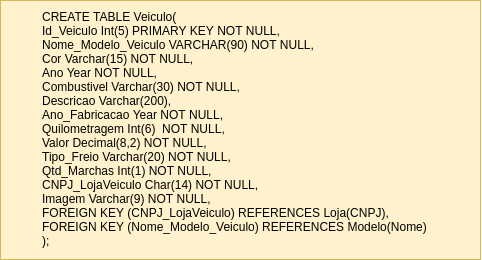 CREATE TABLE Veiculo(
Id_Veiculo Int(5) PRIMARY KEY NOT NULL,
Nome_Modelo_Veiculo VARCHAR(90) NOT NULL,
Cor Varchar(15) NOT NULL,
Ano Year NOT NULL,
Combustivel Varchar(30) NOT NULL,
Descricao Varchar(200),
Ano_Fabricacao Year NOT NULL,
Quilometragem Int(6)  NOT NULL,
Valor Decimal(8,2) NOT NULL,
Tipo_Freio Varchar(20) NOT NULL,
Qtd_Marchas Int(1) NOT NULL,
CNPJ_LojaVeiculo Char(14) NOT NULL,
Imagem Varchar(9) NOT NULL,
FOREIGN KEY (CNPJ_LojaVeiculo) REFERENCES Loja(CNPJ),
FOREIGN KEY (Nome_Modelo_Veiculo) REFERENCES Modelo(Nome)
);